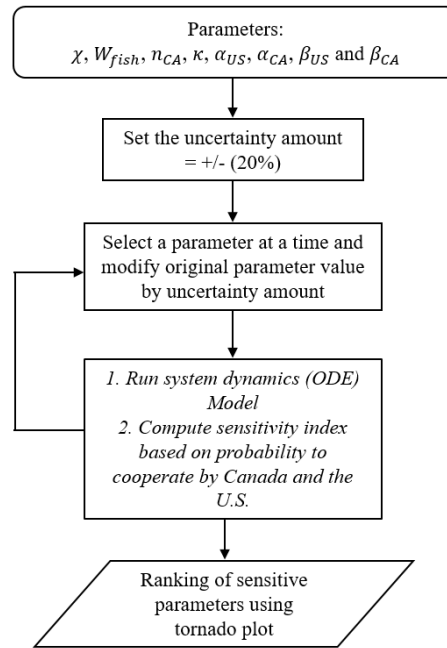 Parameters:
χ, W_fish, n_CA, κ, α_US, α_CA, β_US and β_CA
Set the uncertainty amount
= +/- (20%)
Select a parameter at a time and
modify original parameter value
by uncertainty amount
1. Run system dynamics (ODE)
Model
2. Compute sensitivity index
based on probability to
cooperate by Canada and the
U.S.
Ranking of sensitive
parameters using
tornado plot